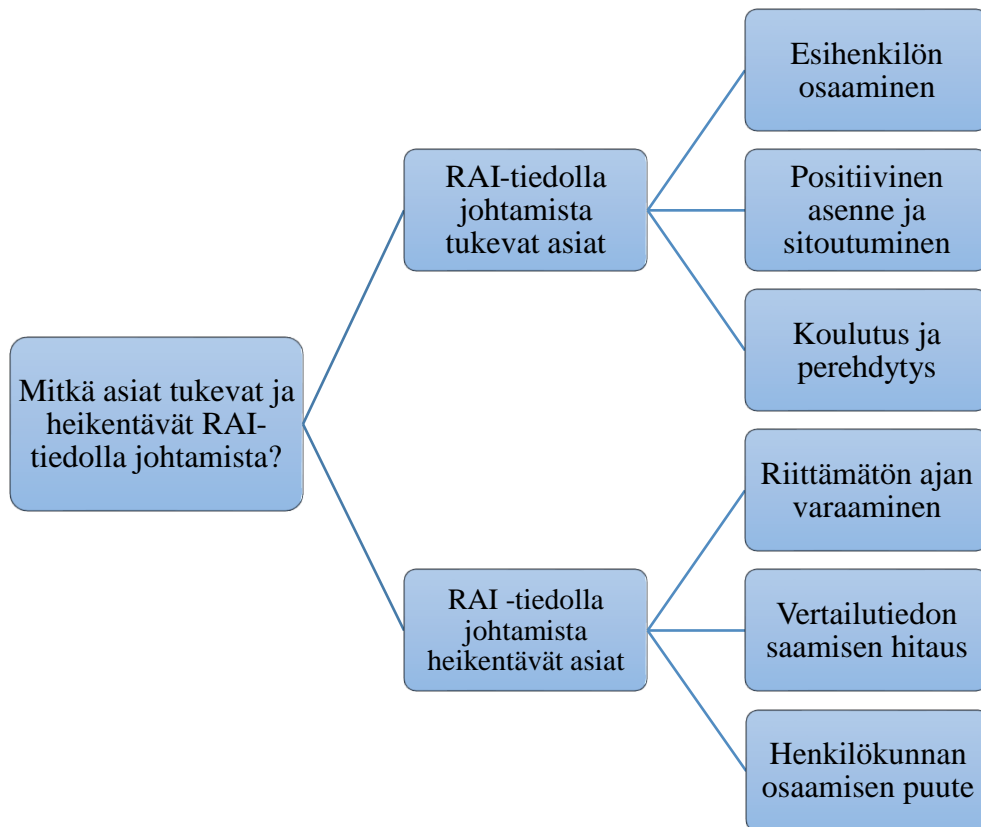 Mitkä asiat tukevat ja
heikentävät RAI-
tiedolla johtamista?
RAI-tiedolla
johtamista
tukevat asiat
Esihenkilön
osaaminen
Positiivinen
asenne ja
sitoutuminen
Koulutus ja
perehdytys
RAI -tiedolla
johtamista
heikentävät asiat
Riittämätön ajan
varaaminen
Vertailutiedon
saamisen hitaus
Henkilökunnan
osaamisen puute